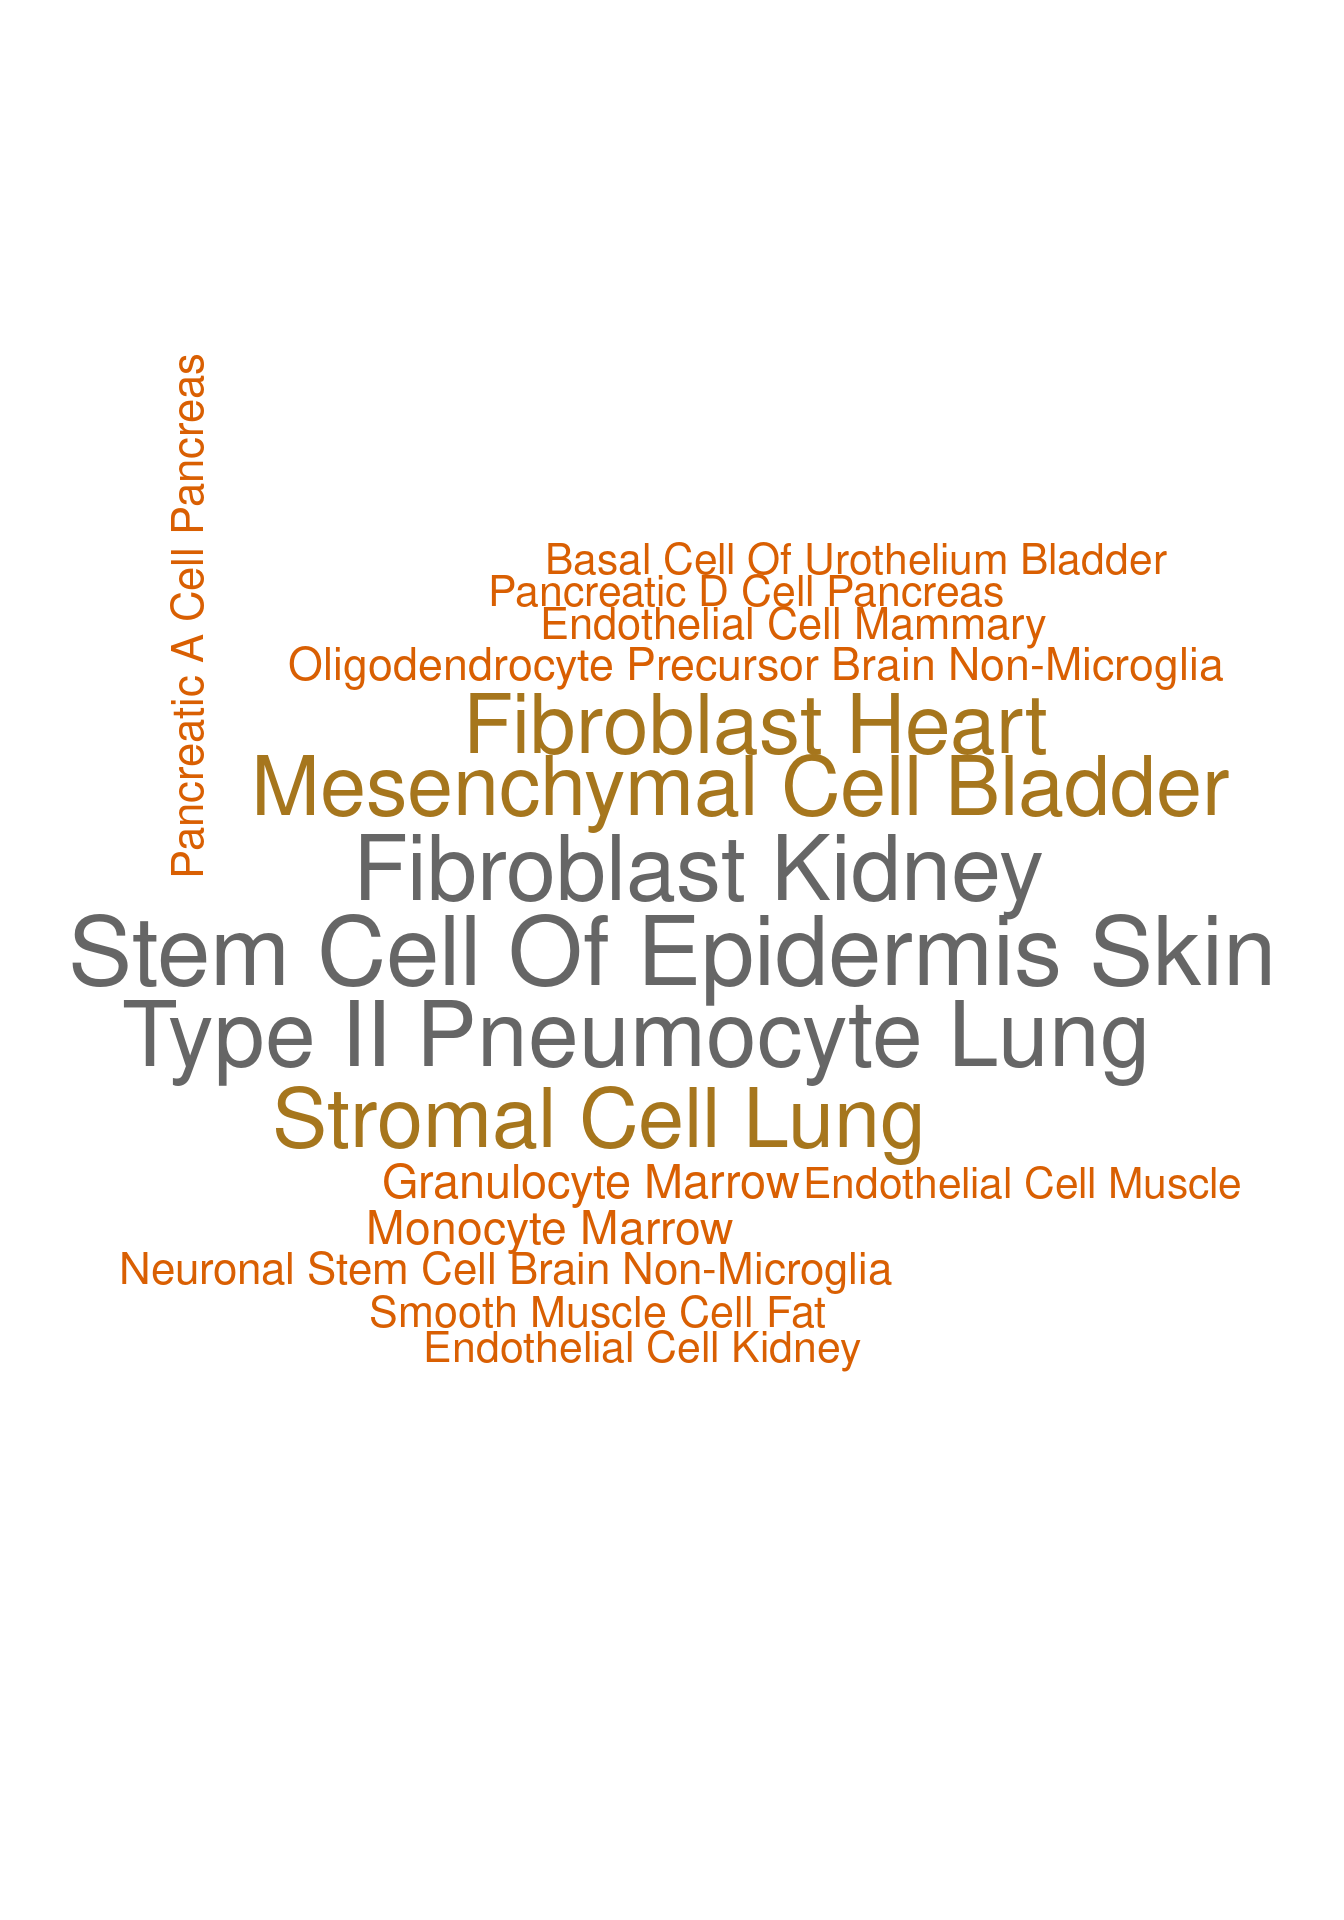 Pancreatic A Cell Pancreas
Basal Cell Of Urothelium Bladder
Pancreatic D Cell Pancreas
Endothelial Cell Mammary
Oligodendrocyte Precursor Brain Non-Microglia
Fibroblast Heart
Mesenchymal Cell Bladder
Fibroblast Kidney
Stem Cell Of Epidermis Skin
Type II Pneumocyte Lung
Stromal Cell Lung
Granulocyte Marrow
Endothelial Cell Muscle
Monocyte Marrow
Neuronal Stem Cell Brain Non-Microglia
Smooth Muscle Cell Fat
Endothelial Cell Kidney